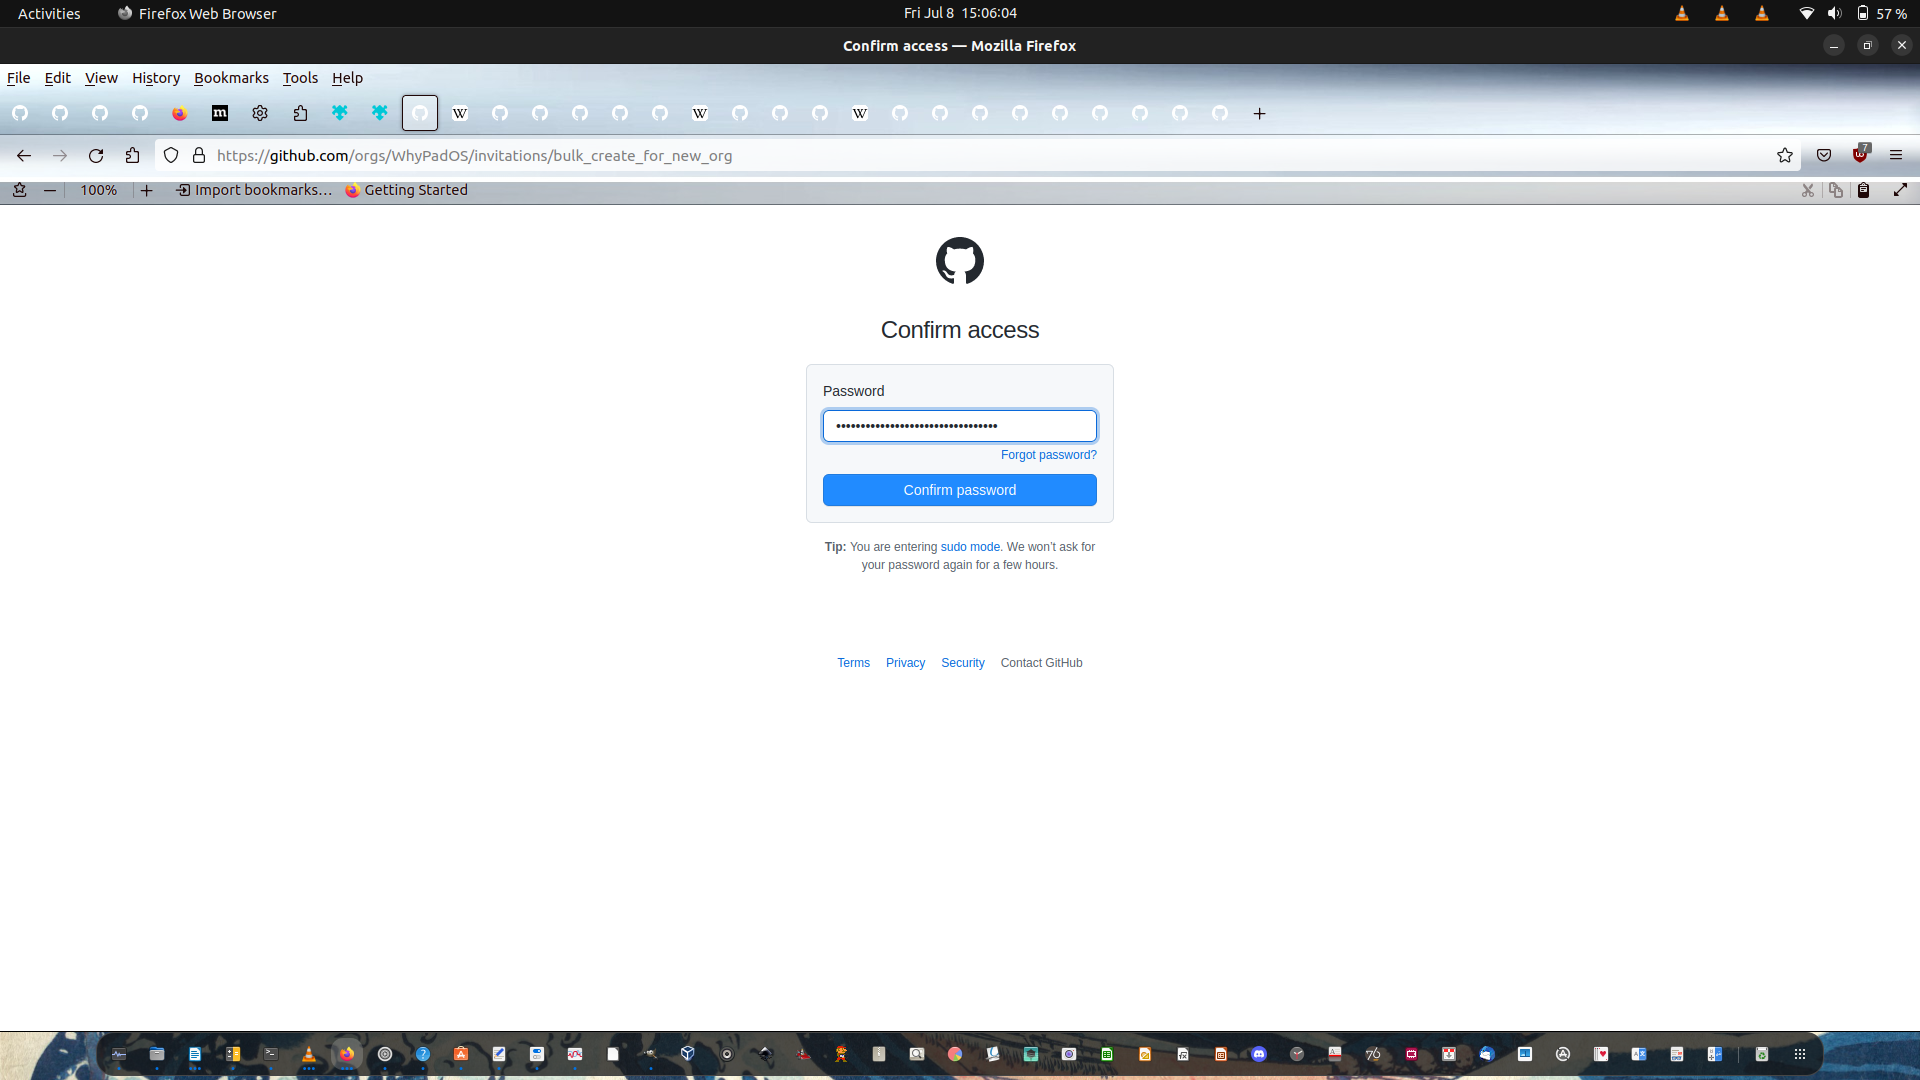 Activities Firefox Web Browser Fri Jul 8 15:06:04 57 %
Confirm access — Mozilla Firefox
File Edit View History Bookmarks Tools Help
https://github.com/orgs/WhyPadOS/invitations/bulk_create_for_new_org 7
100% Import bookmarks... Getting Started
Confirm access
Password
••••••••••••••••••••••••••••••••••
Forgot password?
Confirm password
Tip: You are entering sudo mode. We won't ask for
your password again for a few hours.
Terms Privacy Security Contact GitHub